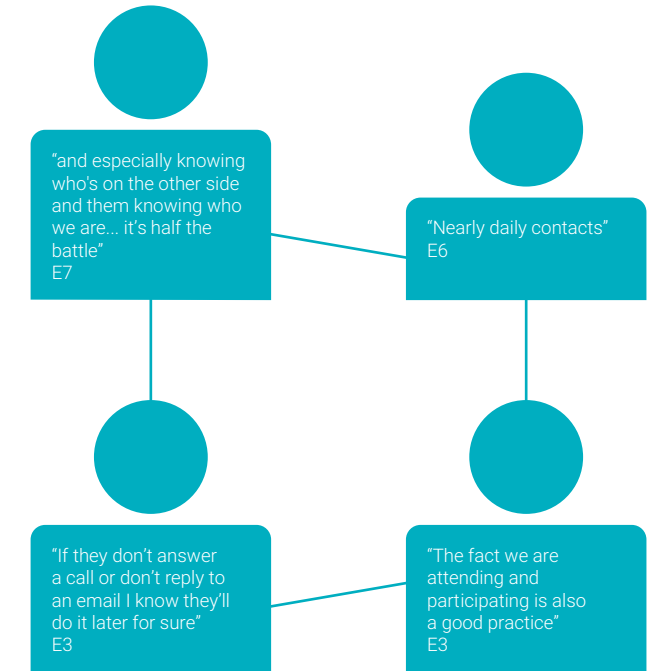 “and especially knowing
who's on the other side
and them knowing who
we are... it’s half the
battle”
E7
“Nearly daily contacts”
E6
“If they don’t answer
a call or don’t reply to
an email I know they’ll
do it later for sure”
E3
“The fact we are
attending and
participating is also
a good practice”
E3